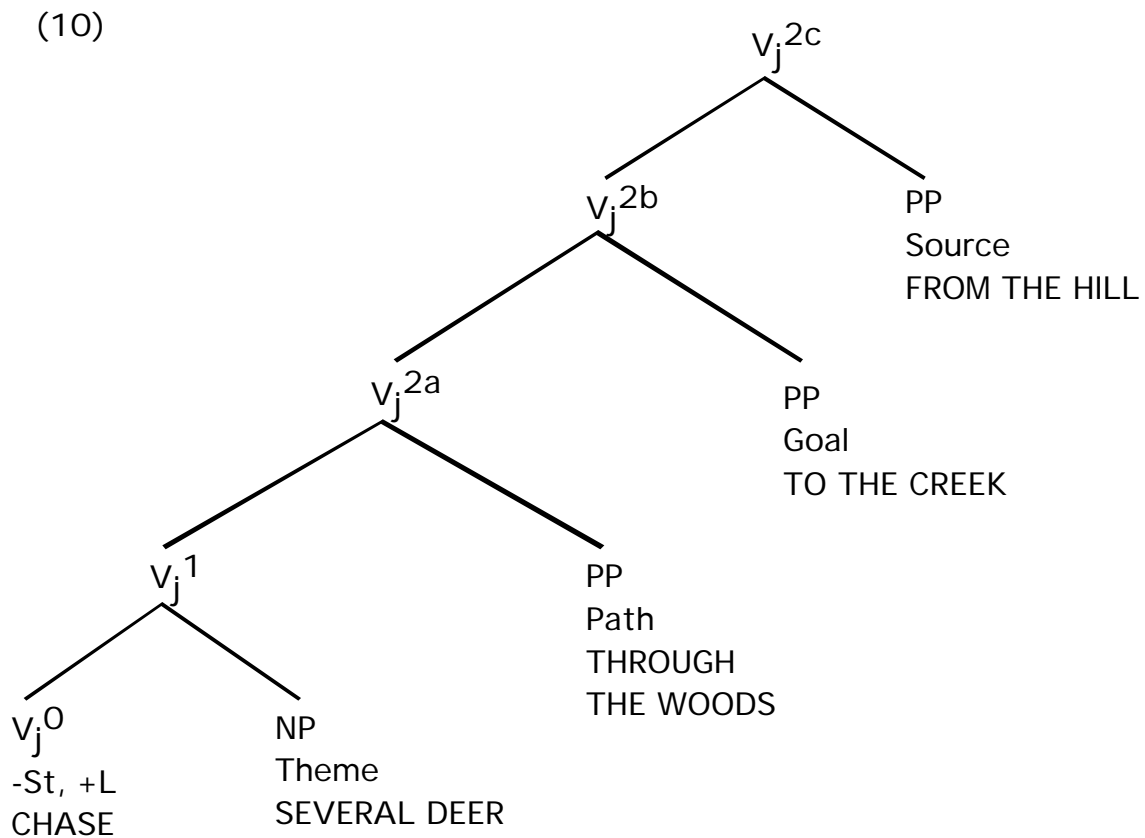 (10)
Vj2c
Vj2b
PP
Source
FROM THE HILL
Vj2a
PP
Goal
TO THE CREEK
Vj1
PP
Path
THROUGH
THE WOODS
Vj0
-St, +L
CHASE
NP
Theme
SEVERAL DEER